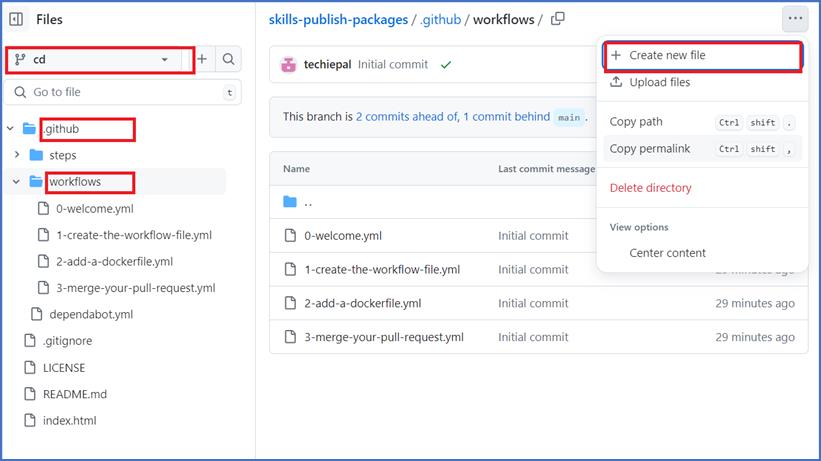 Files
cd
Go to file
t
.github
steps
workflows
0-welcome.yml
1-create-the-workflow-file.yml
2-add-a-dockerfile.yml
3-merge-your-pull-request.yml
dependabot.yml
.gitignore
LICENSE
README.md
index.html
skills-publish-packages / .github / workflows /
techiepal Initial commit
This branch is 2 commits ahead of, 1 commit behind main .
Name Last commit message
..
0-welcome.yml Initial commit
1-create-the-workflow-file.yml Initial commit 29 minutes ago
2-add-a-dockerfile.yml Initial commit 29 minutes ago
3-merge-your-pull-request.yml Initial commit 29 minutes ago
Create new file
Upload files
Copy path Ctrl shift .
Copy permalink Ctrl shift ,
Delete directory
View options
Center content